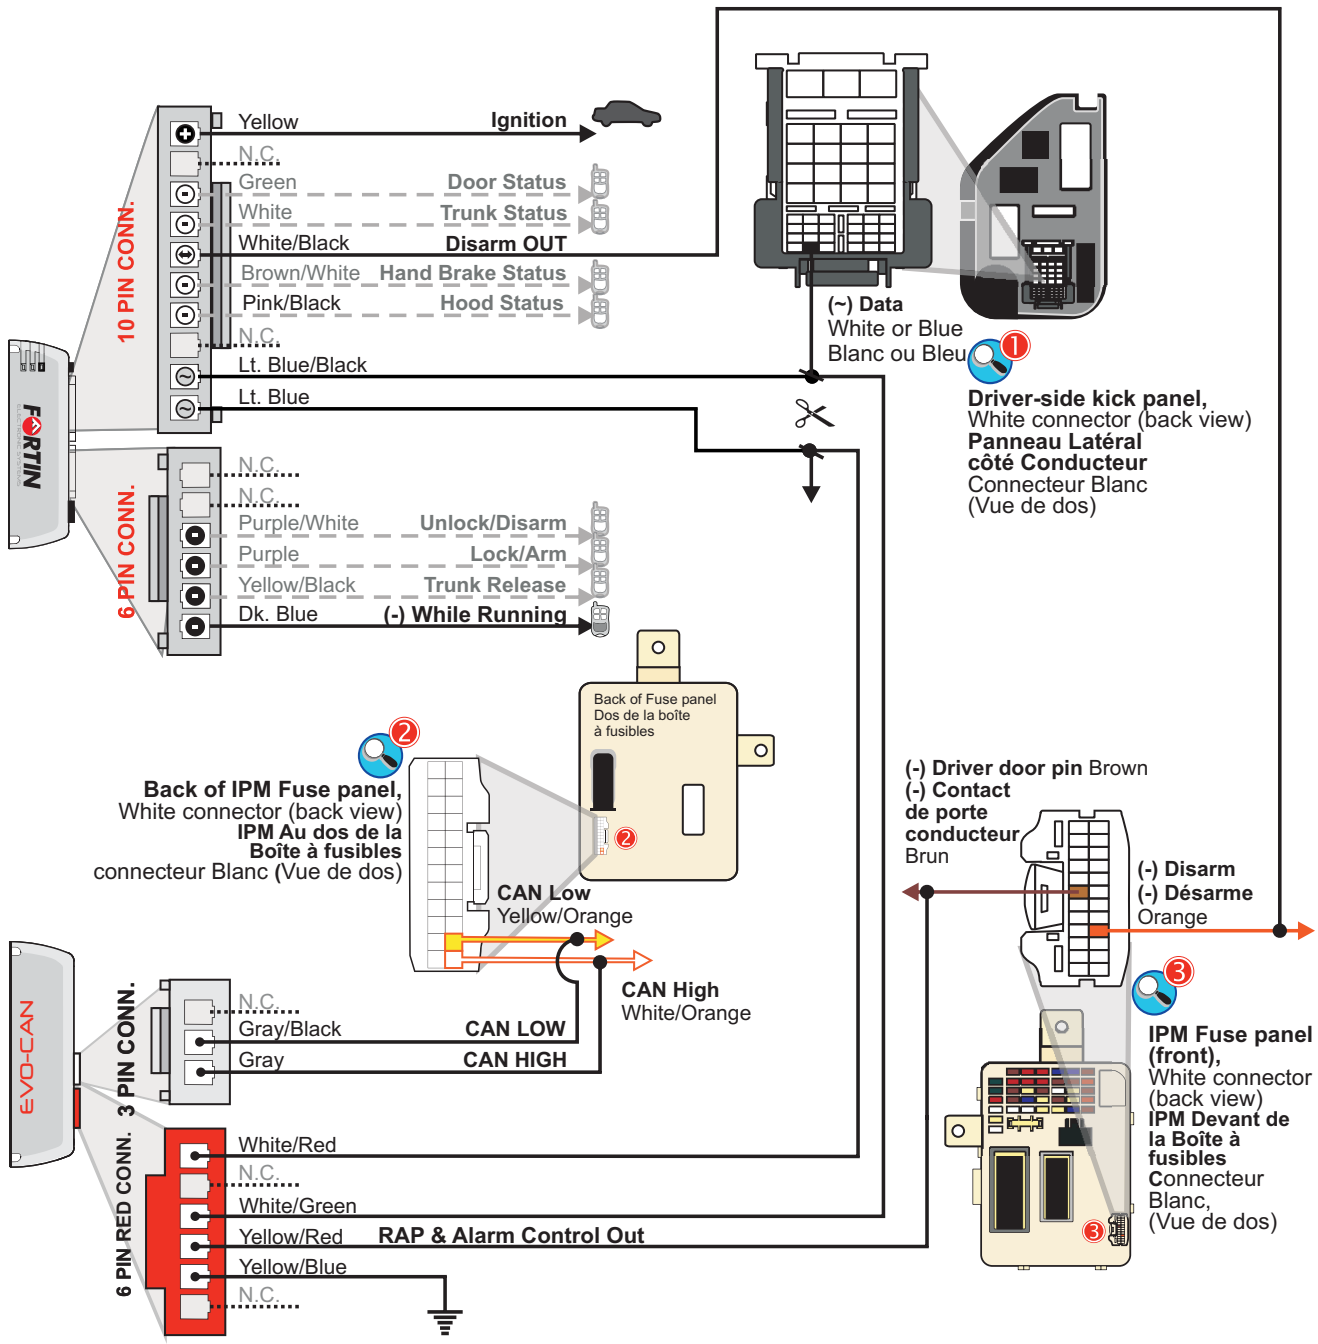 Yellow
Ignition
N.C.
Green
Door Status
White
Trunk Status
White/Black
Disarm OUT
Brown/White
Hand Brake Status
Pink/Black
Hood Status
N.C.
Lt. Blue/Black
Lt. Blue
10 PIN CONN.
FORTIN
(~) Data
White or Blue
Blanc ou Bleu
1
Driver-side kick panel,
White connector (back view)
Panneau Latéral
côté Conducteur
Connecteur Blanc
(Vue de dos)
6 PIN CONN.
N.C.
N.C.
Purple/White
Unlock/Disarm
Purple
Lock/Arm
Yellow/Black
Trunk Release
Dk. Blue
(-) While Running
Back of Fuse panel
Dos de la boîte
à fusibles
2
2
Back of IPM Fuse panel,
White connector (back view)
IPM Au dos de la
Boîte à fusibles
connecteur Blanc (Vue de dos)
CAN Low
Yellow/Orange
CAN High
White/Orange
(-) Driver door pin Brown
(-) Contact
de porte
conducteur
Brun
(-) Disarm
(-) Désarme
Orange
3
IPM Fuse panel
(front),
White connector
(back view)
IPM Devant de
la Boîte à
fusibles
Connecteur
Blanc,
(Vue de dos)
3
EVO-CAN
3 PIN CONN.
N.C.
Gray/Black
CAN LOW
Gray
CAN HIGH
6 PIN RED CONN.
White/Red
N.C.
White/Green
Yellow/Red
RAP & Alarm Control Out
Yellow/Blue
N.C.